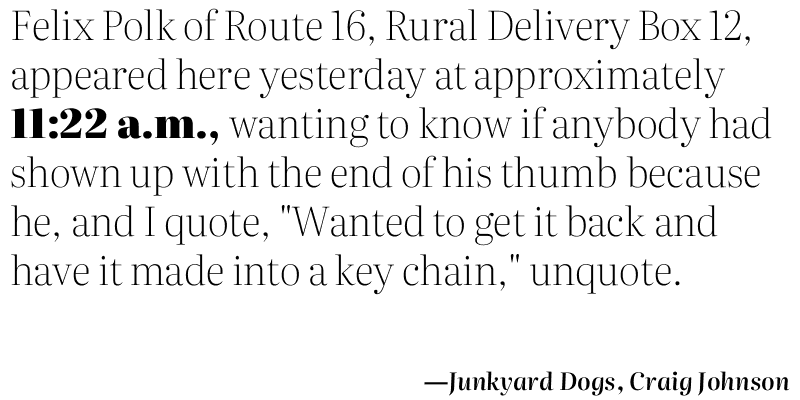 Felix Polk of Route 16, Rural Delivery Box 12,
appeared here yesterday at approximately
11:22 a.m., wanting to know if anybody had
shown up with the end of his thumb because
he, and I quote, "Wanted to get it back and
have it made into a key chain," unquote.
—Junkyard Dogs, Craig Johnson